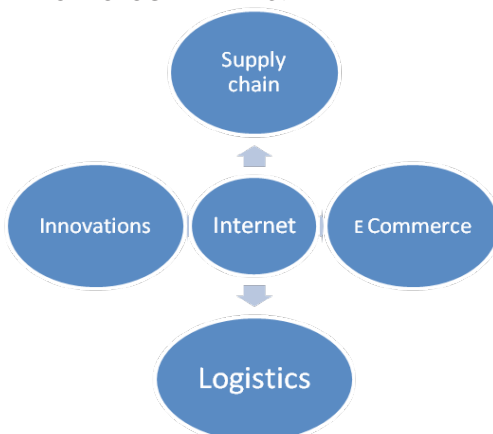 Supply
chain
Innovations
Internet
E Commerce
Logistics